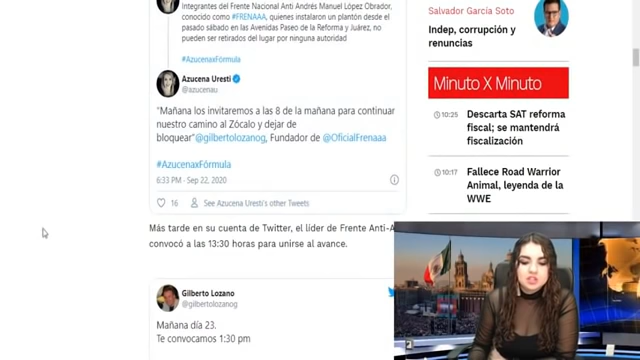 Integrantes del Frente Nacional Anti Andrés Manuel López Obrador,
conocido como #FRENAAA, quienes instalaron un plantón desde el
pasado sábado en las Avenidas Paseo de la Reforma y Juárez, no
pueden ser retirados del lugar por ninguna autoridad
#AzucenaxFórmula
Azucena Uresti
@azucenau
"Mañana los invitaremos a las 8 de la mañana para continuar
nuestro camino al Zócalo y dejar de
bloquear"@gilbertolozano, Fundador de @OficialFrenaaa
#AzucenaxFórmula
6:33 PM · Sep 22, 2020
16
See Azucena Uresti's other Tweets
Más tarde en su cuenta de Twitter, el líder de Frente Anti-A
convocó a las 13:30 horas para unirse al avance.
Gilberto Lozano
@gilbertolozanog
Mañana día 23.
Te convocamos 1:30 pm
Salvador García Soto
Indep, corrupción y
renuncias
Minuto X Minuto
10:25
Descarta SAT reforma
fiscal; se mantendrá
fiscalización
10:17
Fallece Road Warrior
Animal, leyenda de la
WWE